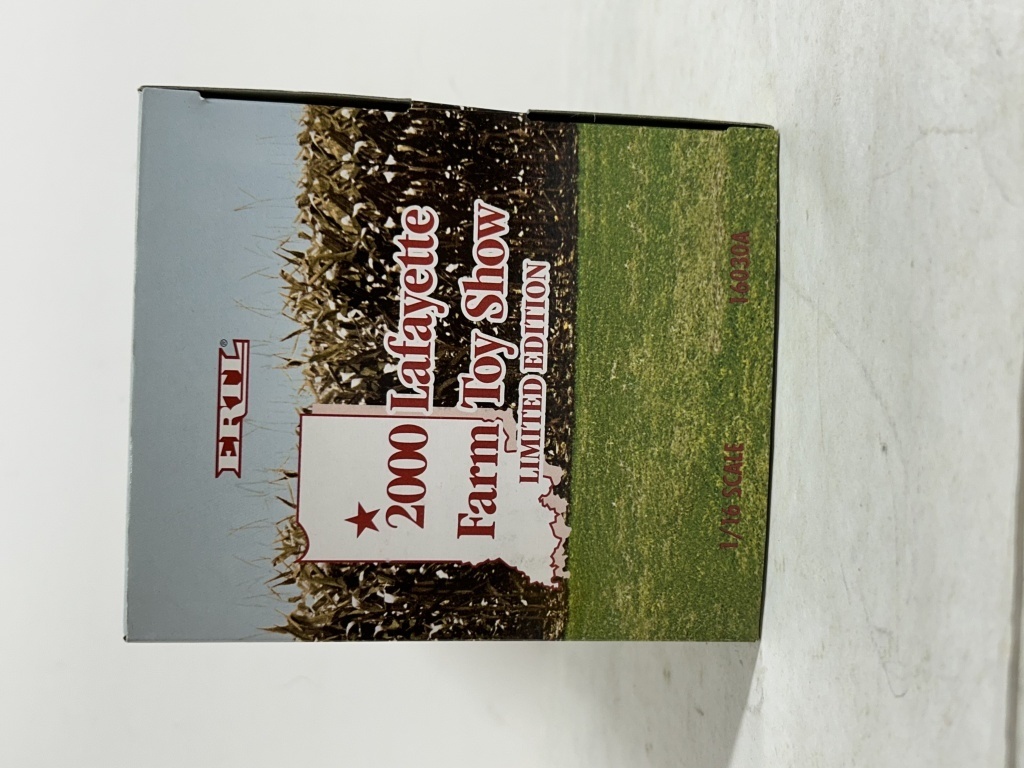 ERTL®
2000 Lafayette
Farm Toy Show
LIMITED EDITION
1/16 SCALE 16030A